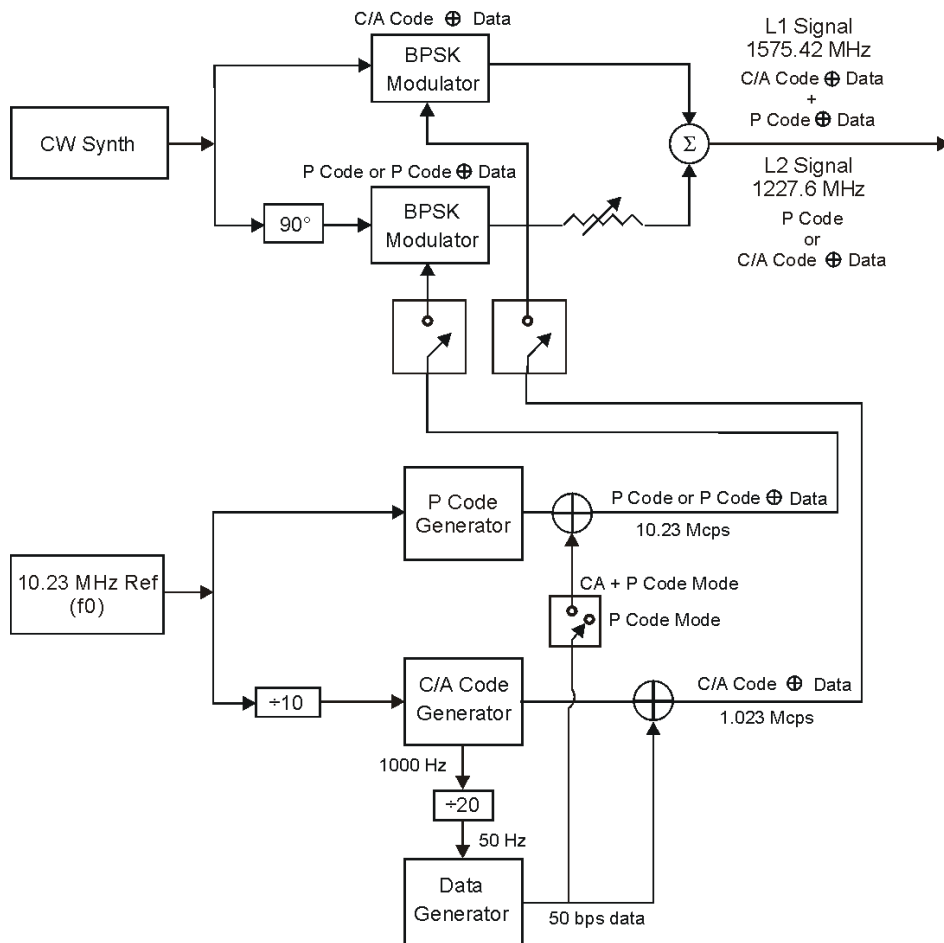 C/A Code ⊕ Data
BPSK
Modulator
L1 Signal
1575.42 MHz
C/A Code ⊕ Data
+
P Code ⊕ Data
CW Synth
Σ
L2 Signal
1227.6 MHz
P Code
or
C/A Code ⊕ Data
P Code or P Code ⊕ Data
90°
BPSK
Modulator
P Code
Generator
P Code or P Code ⊕ Data
10.23 Mcps
10.23 MHz Ref
(f0)
CA + P Code Mode
P Code Mode
÷10
C/A Code
Generator
C/A Code ⊕ Data
1.023 Mcps
1000 Hz
÷20
50 Hz
Data
Generator
50 bps data